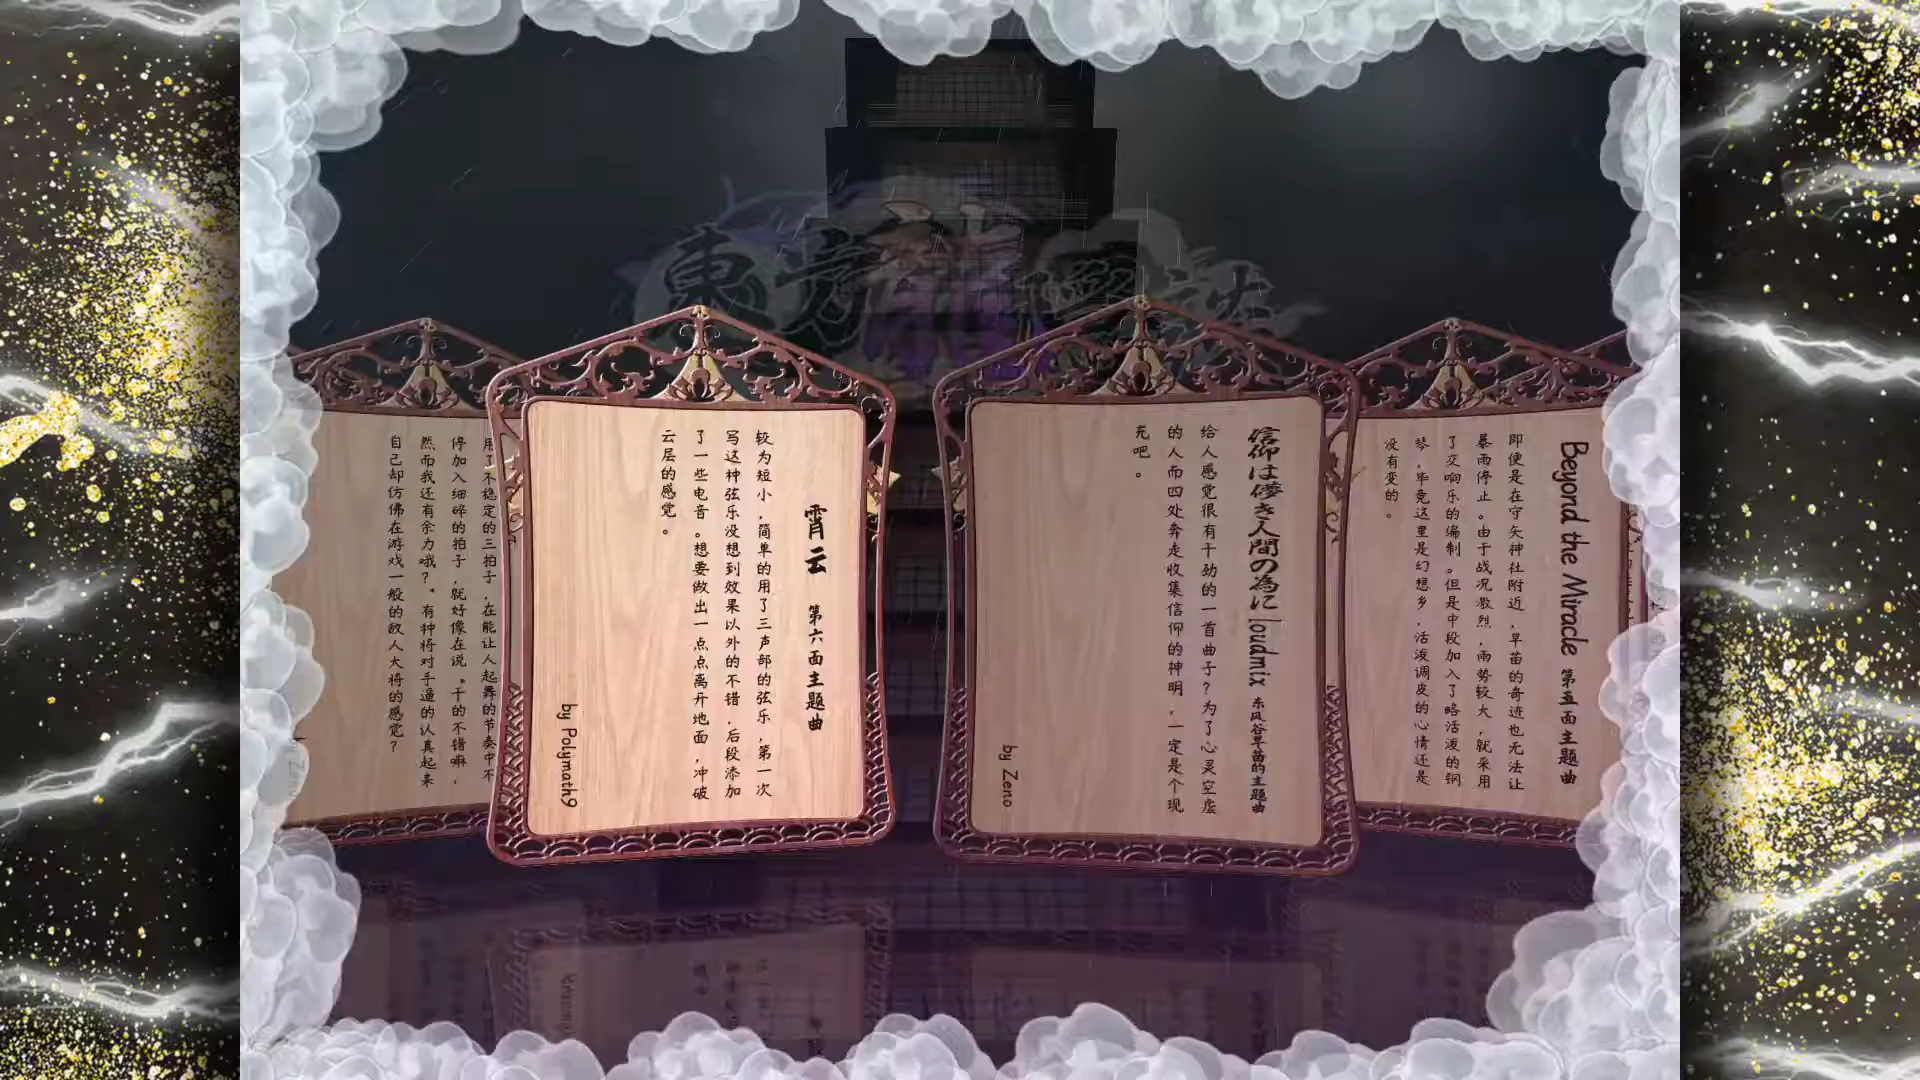 Beyond the Miracle 第五面主题曲
即使是在守矢神社附近，早苗的奇迹也无法让
暴雨停止。由于战况激烈，雨势较大，就采用
了交响乐的编制。但是中段加入了略活泼的钢
琴，毕竟这里是幻想乡，活泼调皮的心情还是
没有变的。
信仰は儚き人間の為に loudmix 东风谷早苗的主题曲
给人感觉很有干劲的一首曲子？为了心灵空虚
的人而四处奔走收集信仰的神明，一定是个现
充吧。
by Zeno
霄云 第六面主题曲
较为短小，简单的用了三声部的弦乐，第一次
写这种弦乐没想到效果以外的不错，后段添加
了一些电音。想要做出一点点离开地面，冲破
云层的感觉。
by Polymath9
用了不稳定的三拍子，在能让人起舞的节奏中不
停加入细碎的拍子，就好像在说“干的不错嘛，
然而我还有余力哦？”有种将对手逼的认真起来
自己却仿佛在游戏一般的敌人大将的感觉？
by Zeno
東方